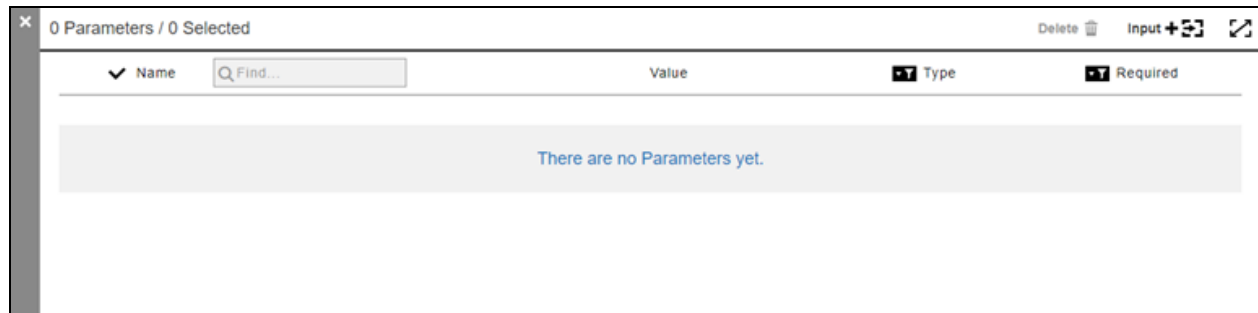 0 Parameters / 0 Selected Delete Input
Name Find... Value Type Required
There are no Parameters yet.